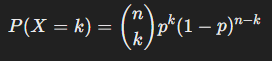 P(X = k) = \binom{n}{k} p^k (1 − p)^{n−k}